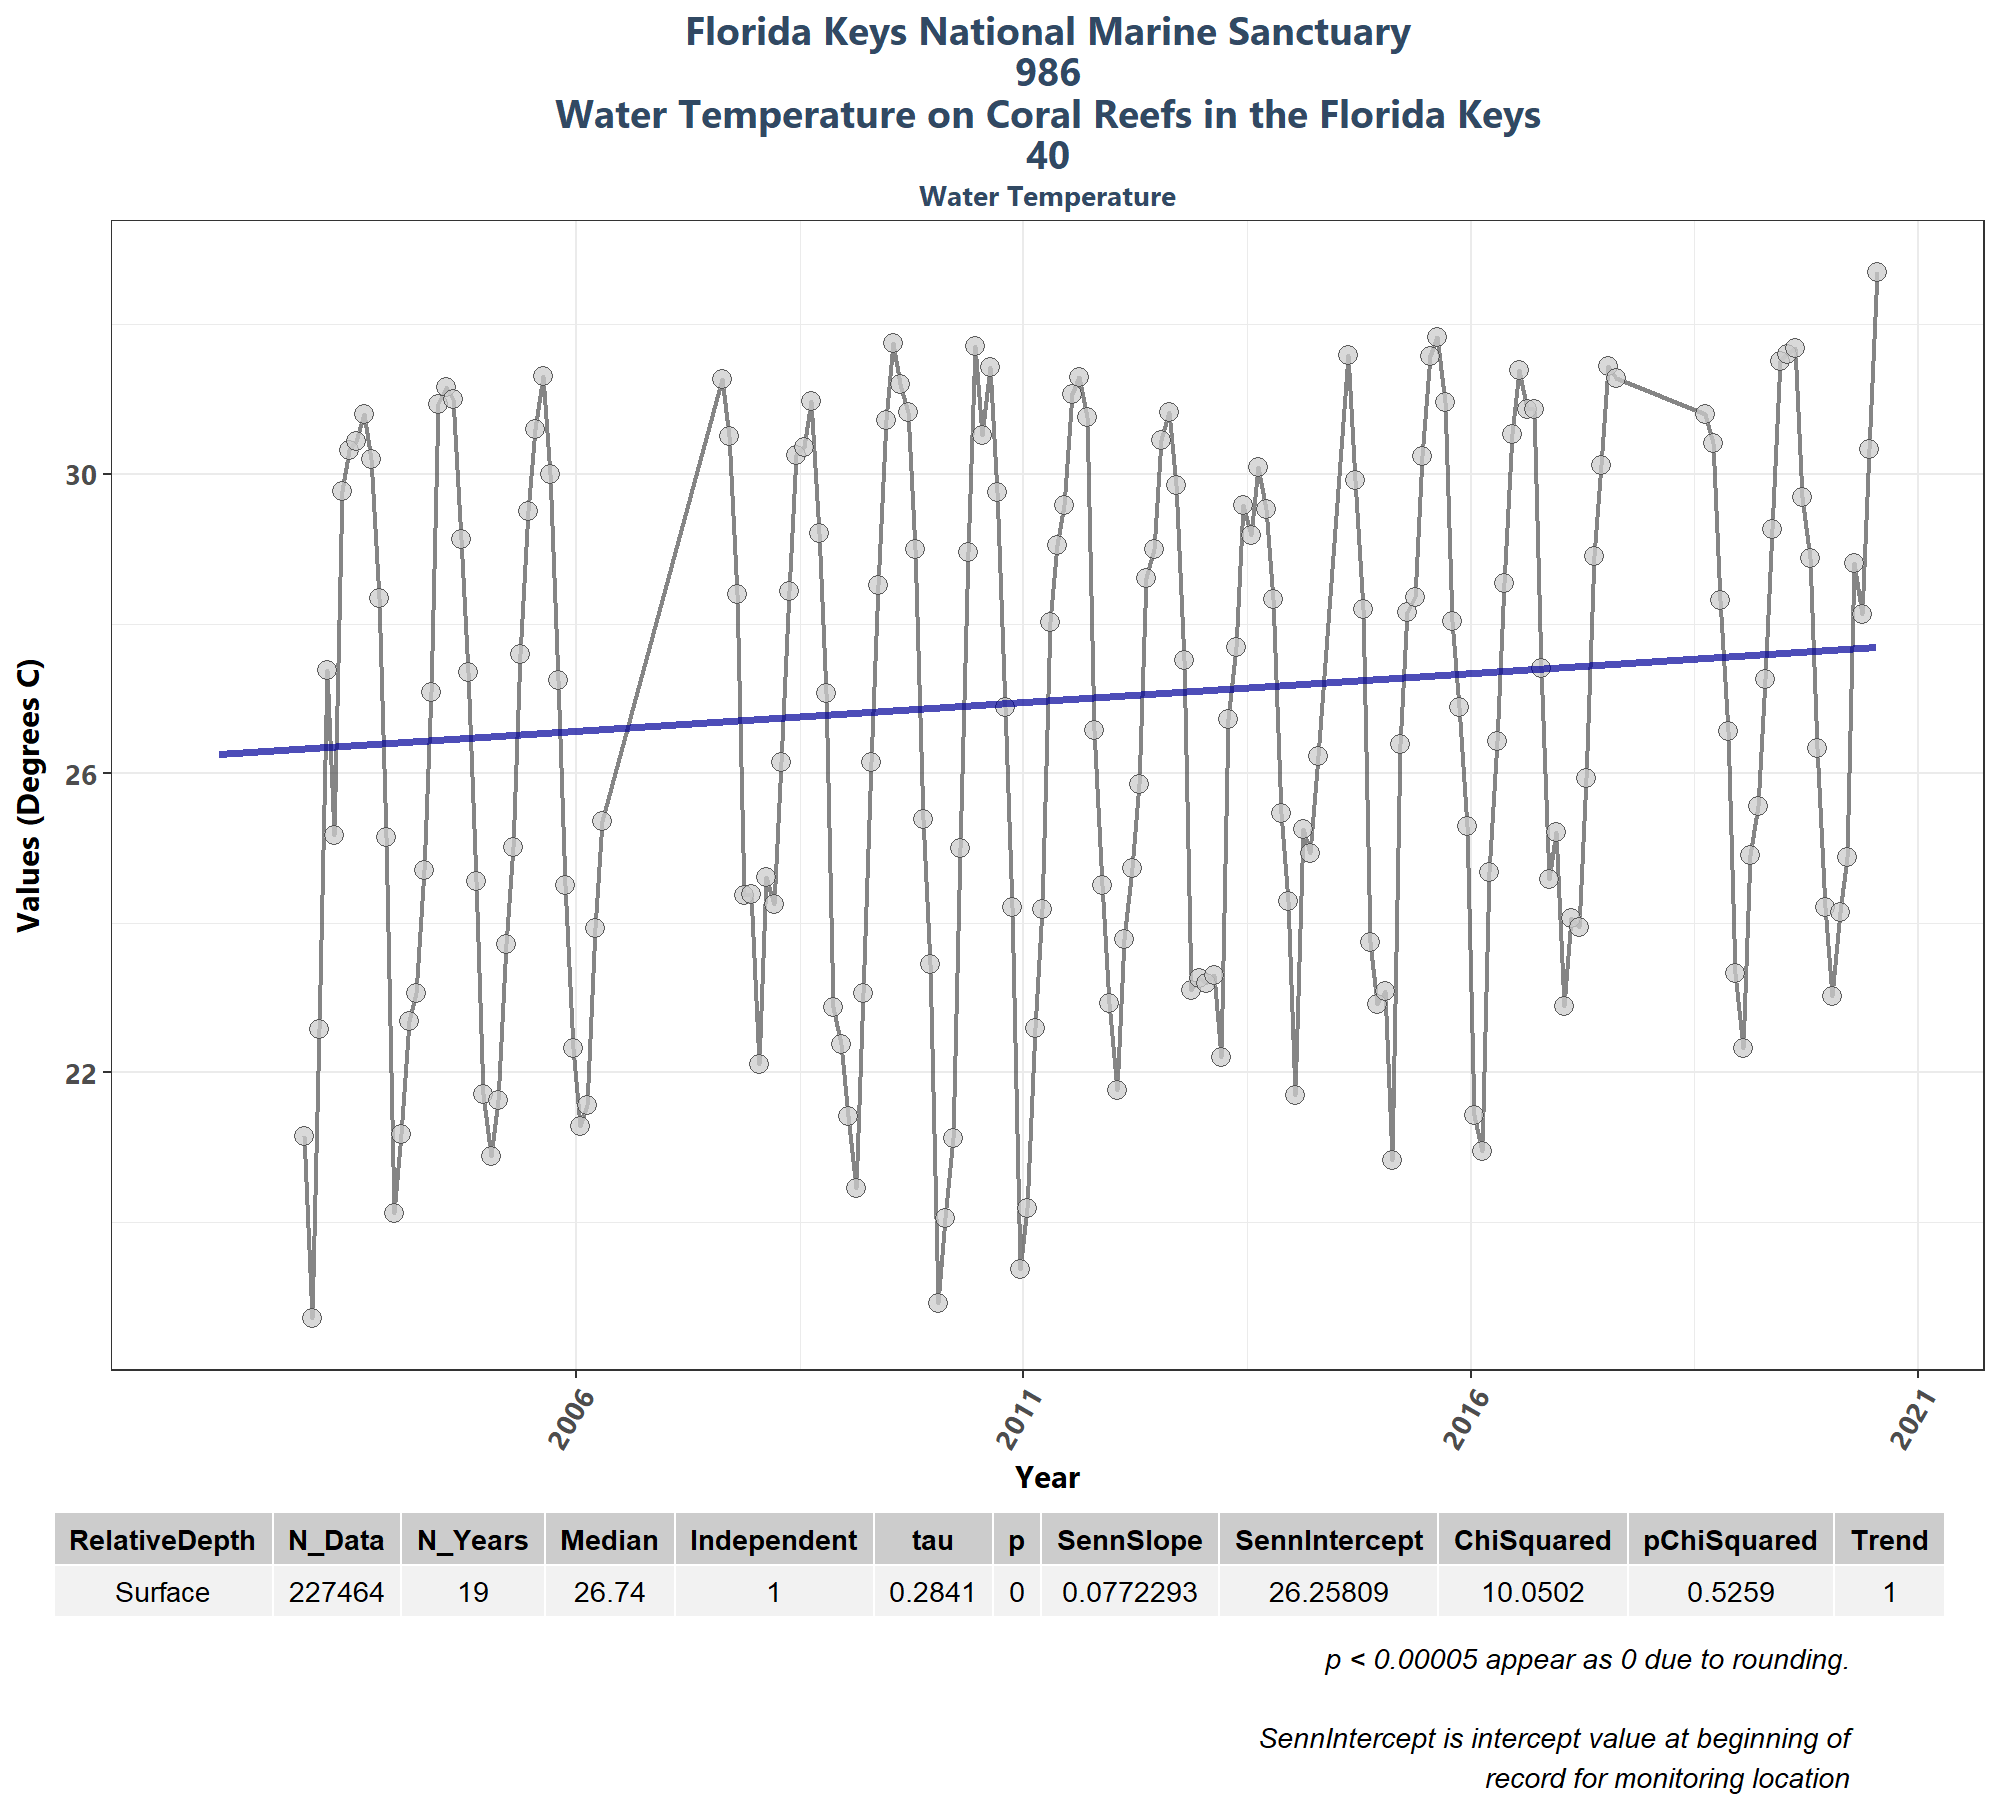 Florida Keys National Marine Sanctuary
986
Water Temperature on Coral Reefs in the Florida Keys
40
Water Temperature
Values (Degrees C)
30
26
22
2006
2011
2016
2021
Year
RelativeDepth N_Data N_Years Median Independent tau p SennSlope SennIntercept ChiSquared pChiSquared Trend
Surface 227464 19 26.74 1 0.2841 0 0.0772293 26.25809 10.0502 0.5259 1
p < 0.00005 appear as 0 due to rounding.
SennIntercept is intercept value at beginning of
record for monitoring location